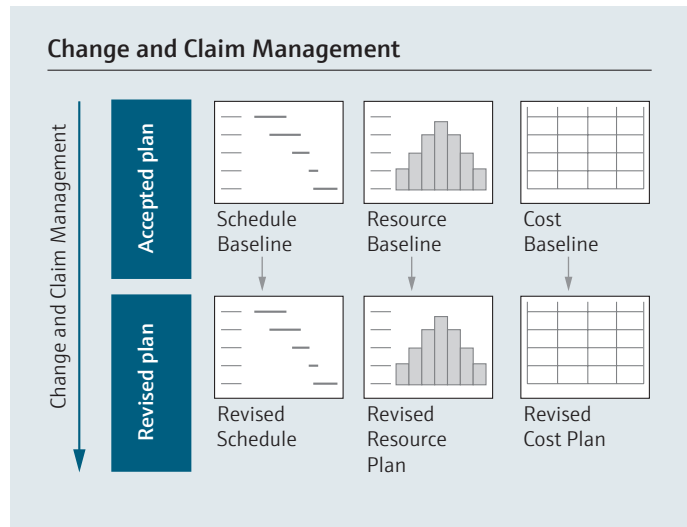 Change and Claim Management
Change and Claim Management
Accepted plan
Schedule
Baseline
Resource
Baseline
Cost
Baseline
Revised plan
Revised
Schedule
Revised
Resource
Plan
Revised
Cost Plan